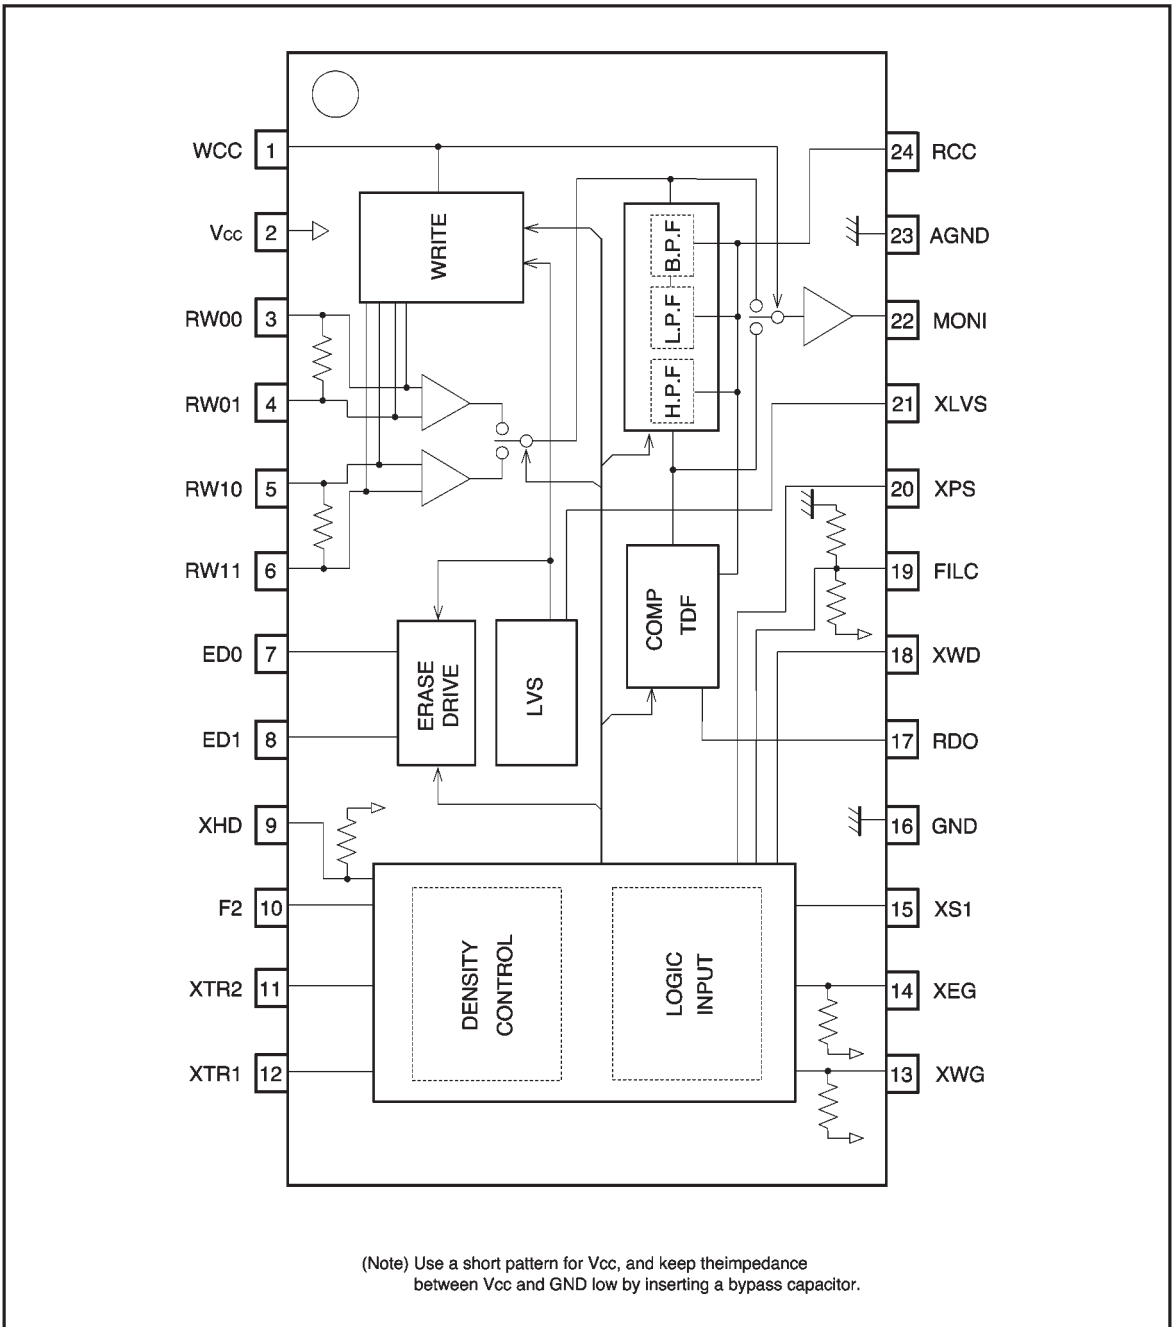 WCC 1
Vcc 2
RW00 3
RW01 4
RW10 5
RW11 6
ED0 7
ED1 8
XHD 9
F2 10
XTR2 11
XTR1 12
24 RCC
23 AGND
22 MONI
21 XLVS
20 XPS
19 FILC
18 XWD
17 RDO
16 GND
15 XS1
14 XEG
13 XWG
WRITE
B.P.F
L.P.F
H.P.F
COMP
TDF
ERASE
DRIVE
LVS
DENSITY
CONTROL
LOGIC
INPUT
(Note) Use a short pattern for Vcc, and keep theimpedance
between Vcc and GND low by inserting a bypass capacitor.